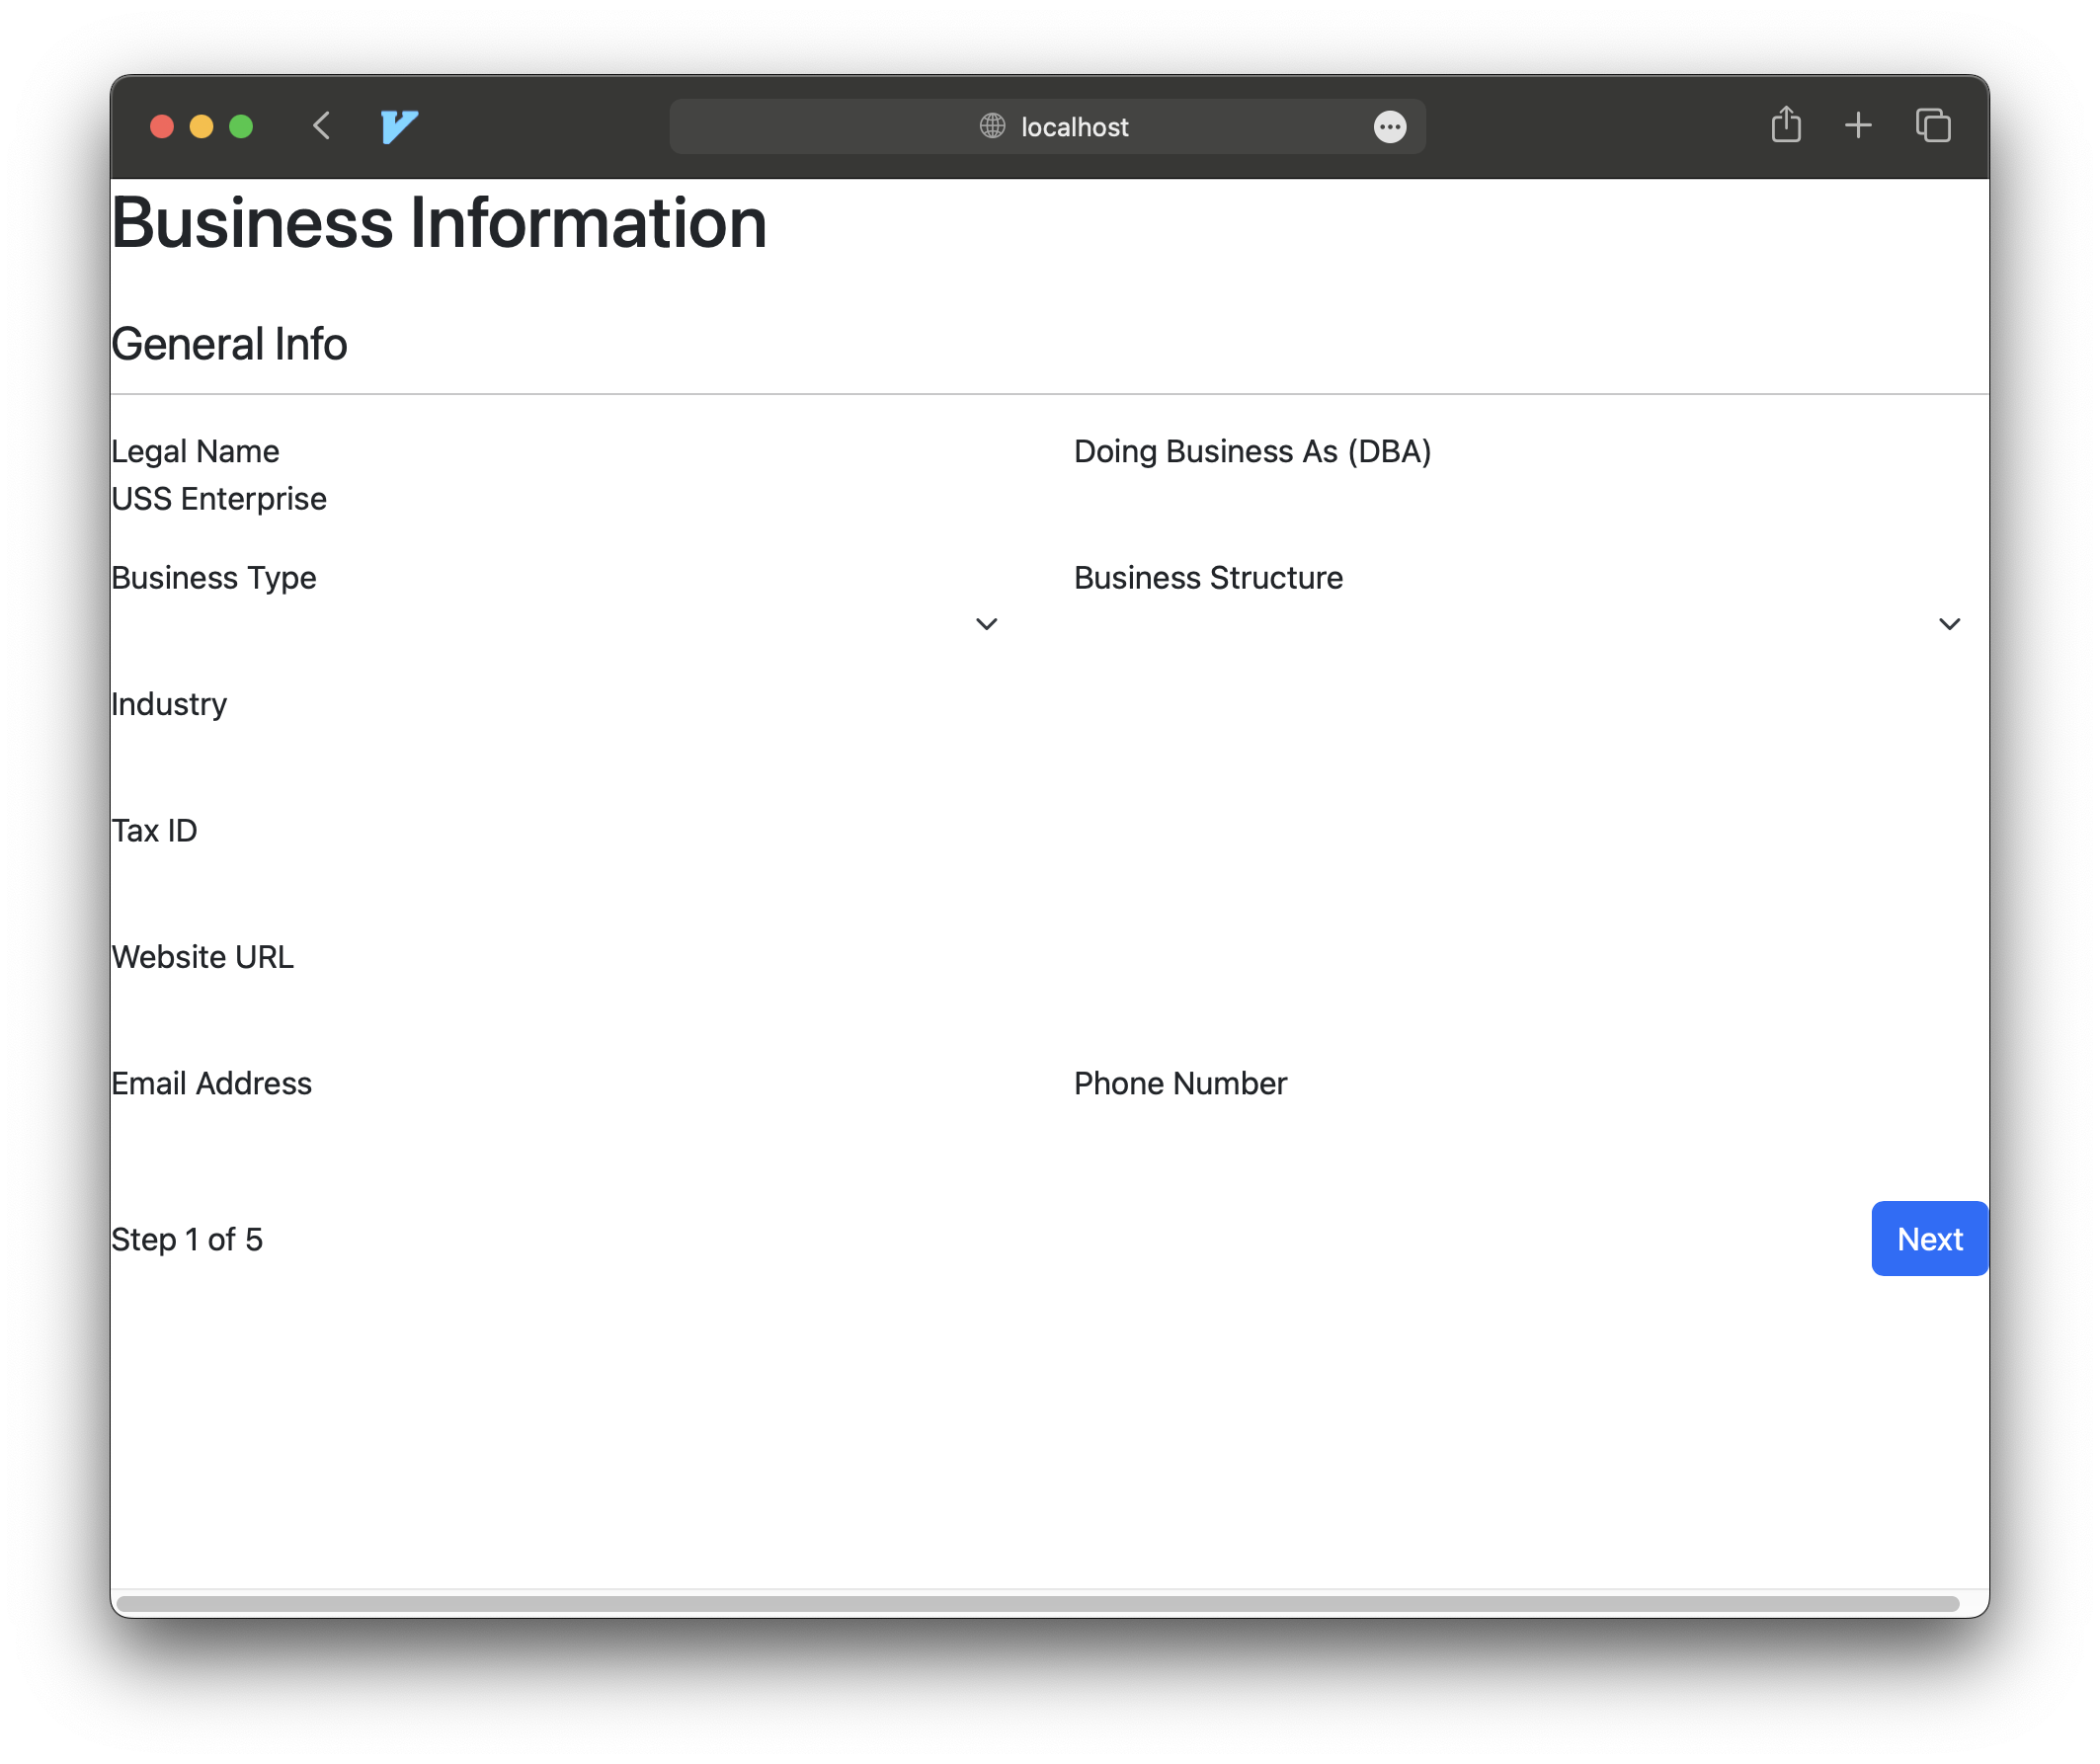 localhost
Business Information
General Info
Legal Name
Doing Business As (DBA)
USS Enterprise
Business Type
Business Structure
Industry
Tax ID
Website URL
Email Address
Phone Number
Step 1 of 5
Next